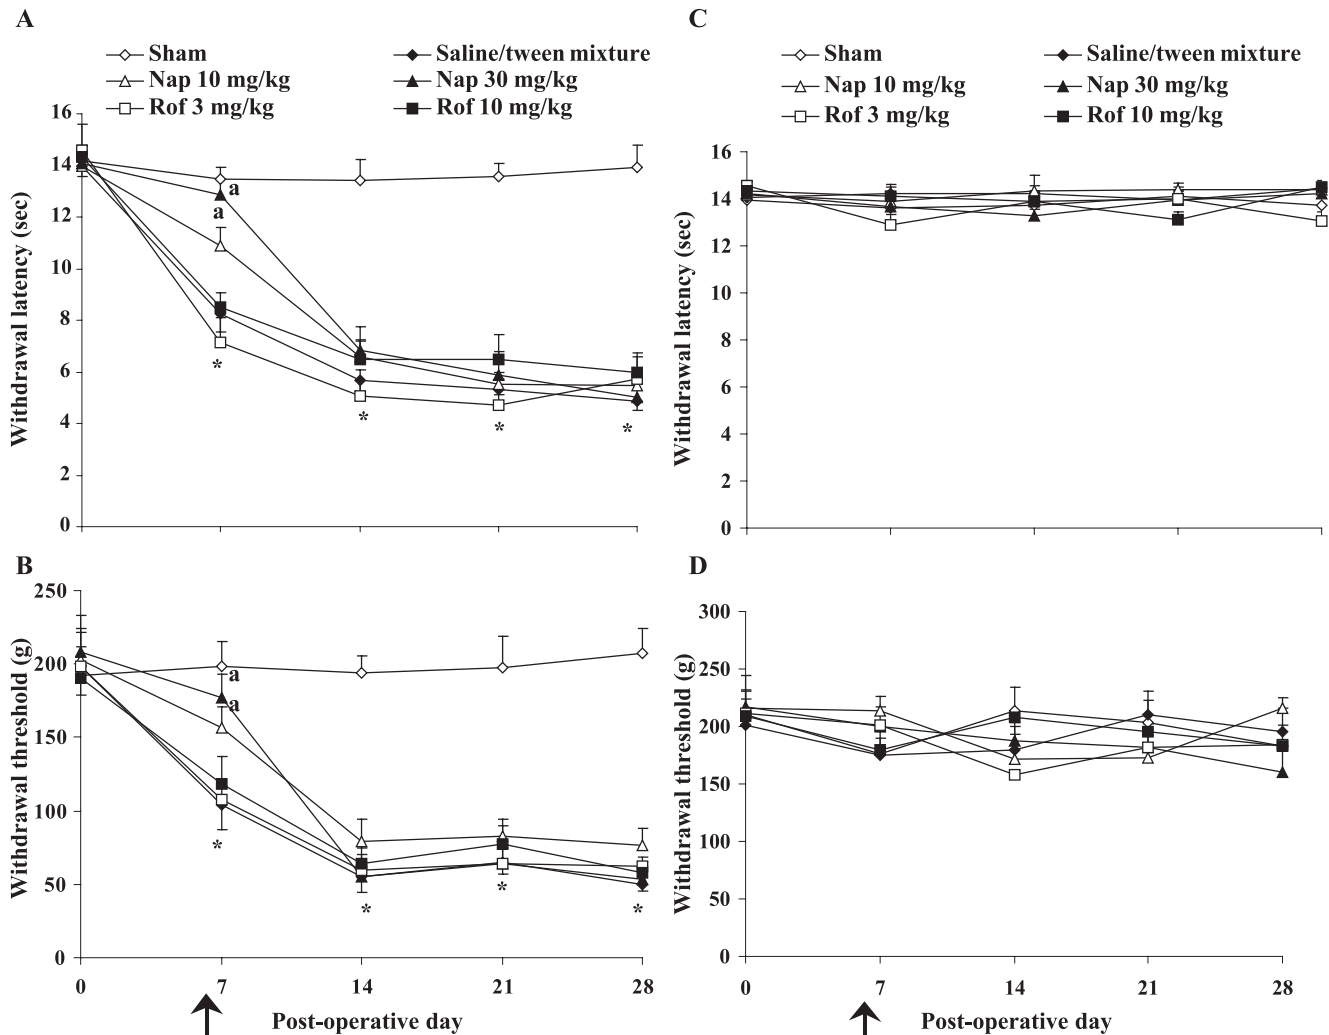 A
Sham
Saline/tween mixture
Nap 10 mg/kg
Nap 30 mg/kg
Rof 3 mg/kg
Rof 10 mg/kg
Withdrawal latency (sec)
16
14
12
10
8
6
4
2
0
a
a
*
*
*
*
B
Withdrawal threshold (g)
250
200
150
100
50
0
a
a
*
*
*
*
0
7
14
21
28
Post-operative day
C
Sham
Saline/tween mixture
Nap 10 mg/kg
Nap 30 mg/kg
Rof 3 mg/kg
Rof 10 mg/kg
Withdrawal latency (sec)
16
14
12
10
8
6
4
2
0
D
Withdrawal threshold (g)
300
250
200
150
100
50
0
0
7
14
21
28
Post-operative day